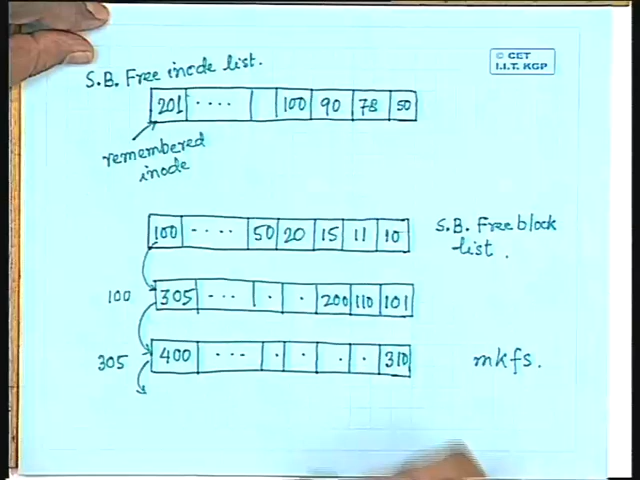 © CET
I.I.T. KGP
S.B. Free inode list.
201 .... 100 90 78 50
remembered
inode
100 .... 50 20 15 11 10
S.B. Free block
list.
100 305 ... . . 200 110 101
305 400 ... . . . . 310
mkfs.